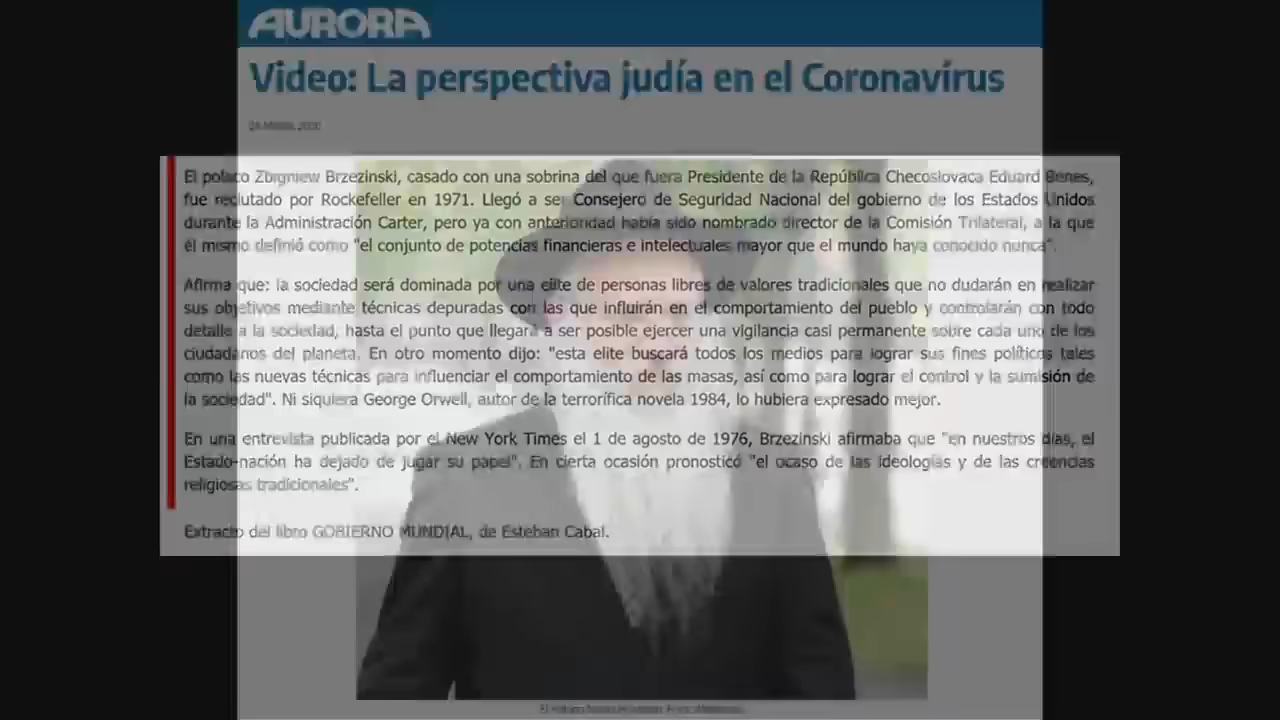 AURORA
Video: La perspectiva judía en el Coronavirus
El polaco Zbigniew Brzezinski, casado con una sobrina del que fuera Presidente de la República Checoslovaca Eduard Benes,
fue reclutado por Rockefeller en 1971. Llegó a ser Consejero de Seguridad Nacional del gobierno de los Estados Unidos
durante la Administración Carter, pero ya con anterioridad había sido nombrado director de la Comisión Trilateral, a la que
él mismo definió como "el conjunto de potencias financieras e intelectuales mayor que el mundo haya conocido nunca".
Afirma que: la sociedad será dominada por una elite de personas libres de valores tradicionales que no dudarán en realizar
sus objetivos mediante técnicas depuradas con las que influirán en el comportamiento del pueblo y controlarán con todo
detalle a la sociedad, hasta el punto que llegará a ser posible ejercer una vigilancia casi permanente sobre cada uno de los
ciudadanos del planeta. En otro momento dijo: "esta elite buscará todos los medios para lograr sus fines políticos tales
como las nuevas técnicas para influenciar el comportamiento de las masas, así como para lograr el control y la sumisión de
la sociedad". Ni siquiera George Orwell, autor de la terrorífica novela 1984, lo hubiera expresado mejor.
En una entrevista publicada por el New York Times el 1 de agosto de 1976, Brzezinski afirmaba que "en nuestros días, el
Estado-nación ha dejado de jugar su papel". En cierta ocasión pronosticó "el ocaso de las ideologías y de las creencias
religiosas tradicionales".
Extracto del libro GOBIERNO MUNDIAL, de Esteban Cabal.